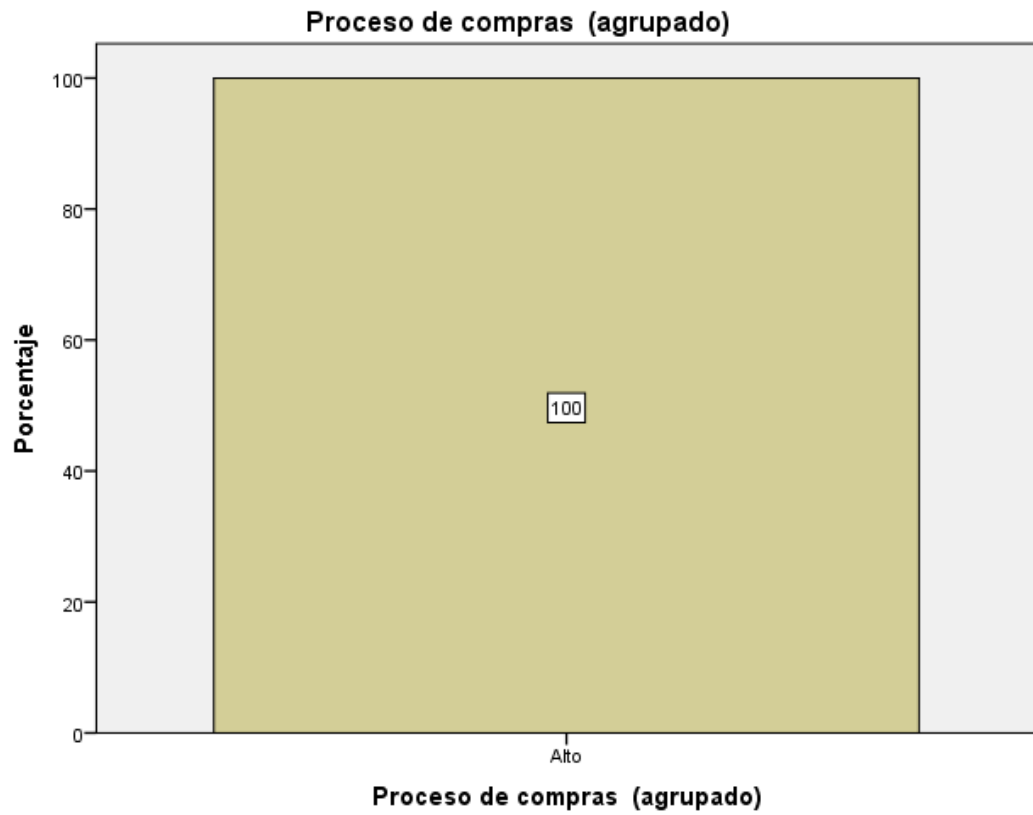 Proceso de compras (agrupado)
Porcentaje
100
80
60
40
20
0
100
Alto
Proceso de compras (agrupado)